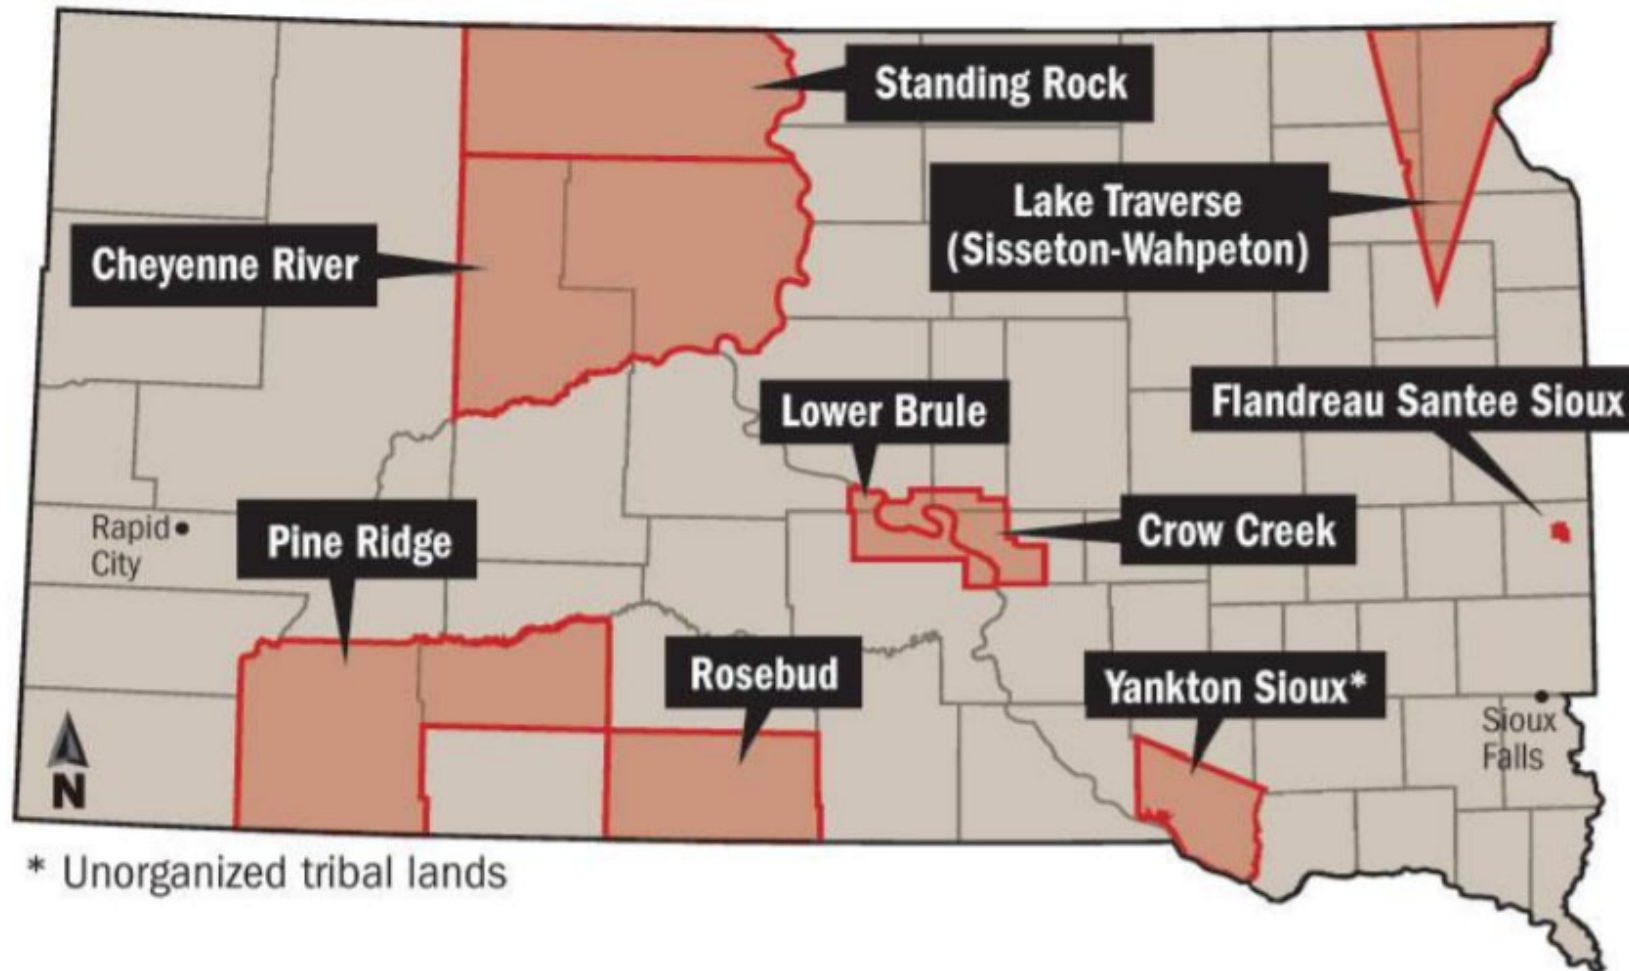 Standing Rock
Lake Traverse
(Sisseton-Wahpeton)
Cheyenne River
Lower Brule
Flandreau Santee Sioux
Rapid
City
Pine Ridge
Crow Creek
Rosebud
Yankton Sioux*
Sioux
Falls
N
* Unorganized tribal lands